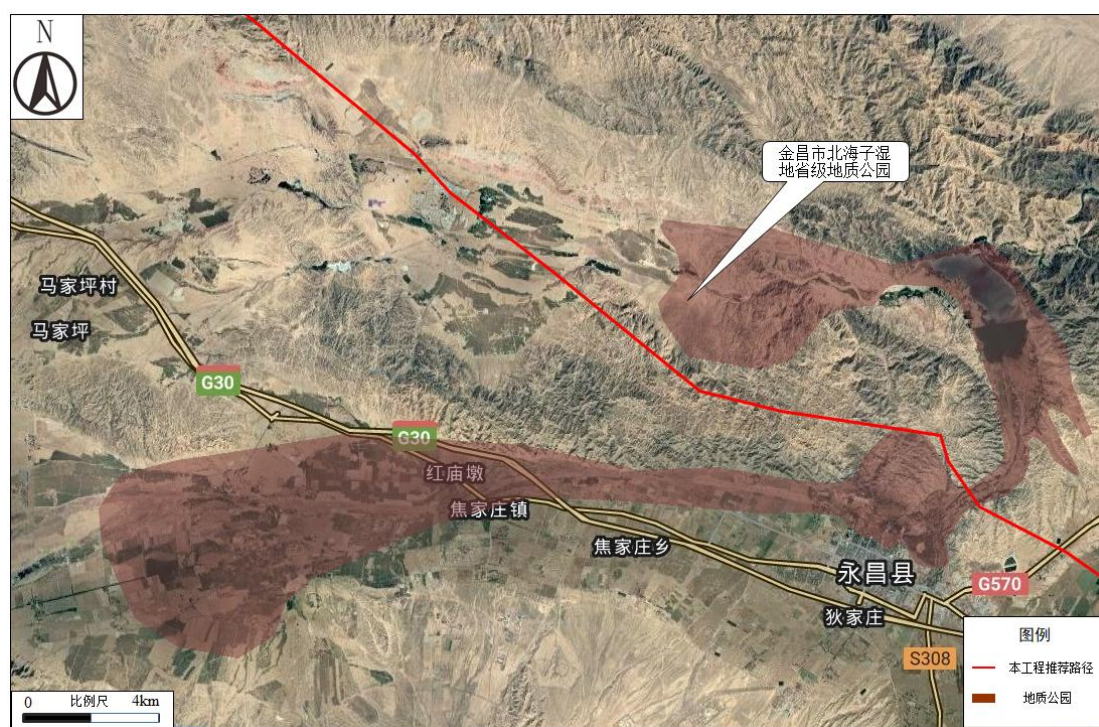 N
金昌市北海子湿
地省级地质公园
马家坪村
马家坪
G30
G30
红庙墩
焦家庄镇
焦家庄乡
永昌县
G570
狄家庄
S308
图例
本工程推荐路径
地质公园
0 比例尺 4km